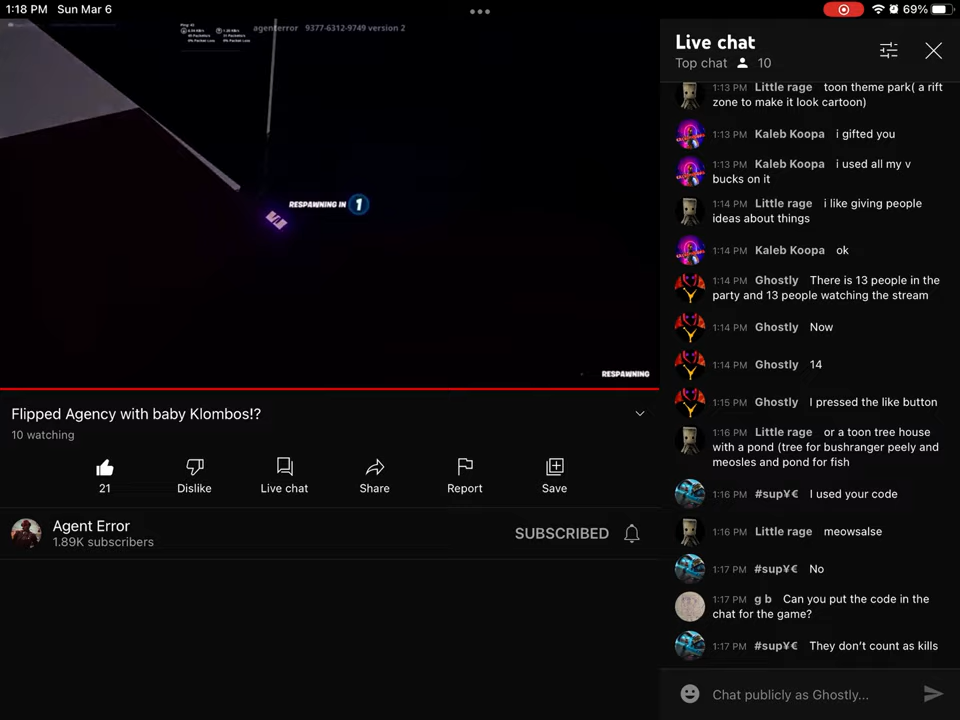 1:18 PM Sun Mar 6
69%
agenterror 9377-6312-9749 version 2
RESPAWNING IN 1
RESPAWNING
Flipped Agency with baby Klombos!?
10 watching
21
Dislike
Live chat
Share
Report
Save
Agent Error
1.89K subscribers
SUBSCRIBED
Live chat
Top chat 10
1:13 PM Little rage toon theme park( a rift
zone to make it look cartoon)
1:13 PM Kaleb Koopa i gifted you
1:13 PM Kaleb Koopa i used all my v
bucks on it
1:14 PM Little rage i like giving people
ideas about things
1:14 PM Kaleb Koopa ok
1:14 PM Ghostly There is 13 people in the
party and 13 people watching the stream
1:14 PM Ghostly Now
1:14 PM Ghostly 14
1:15 PM Ghostly I pressed the like button
1:16 PM Little rage or a toon tree house
with a pond (tree for bushranger peely and
meosles and pond for fish
1:16 PM #sup¥€ I used your code
1:16 PM Little rage meowsalse
1:17 PM #sup¥€ No
1:17 PM g b Can you put the code in the
chat for the game?
1:17 PM #sup¥€ They don't count as kills
Chat publicly as Ghostly...